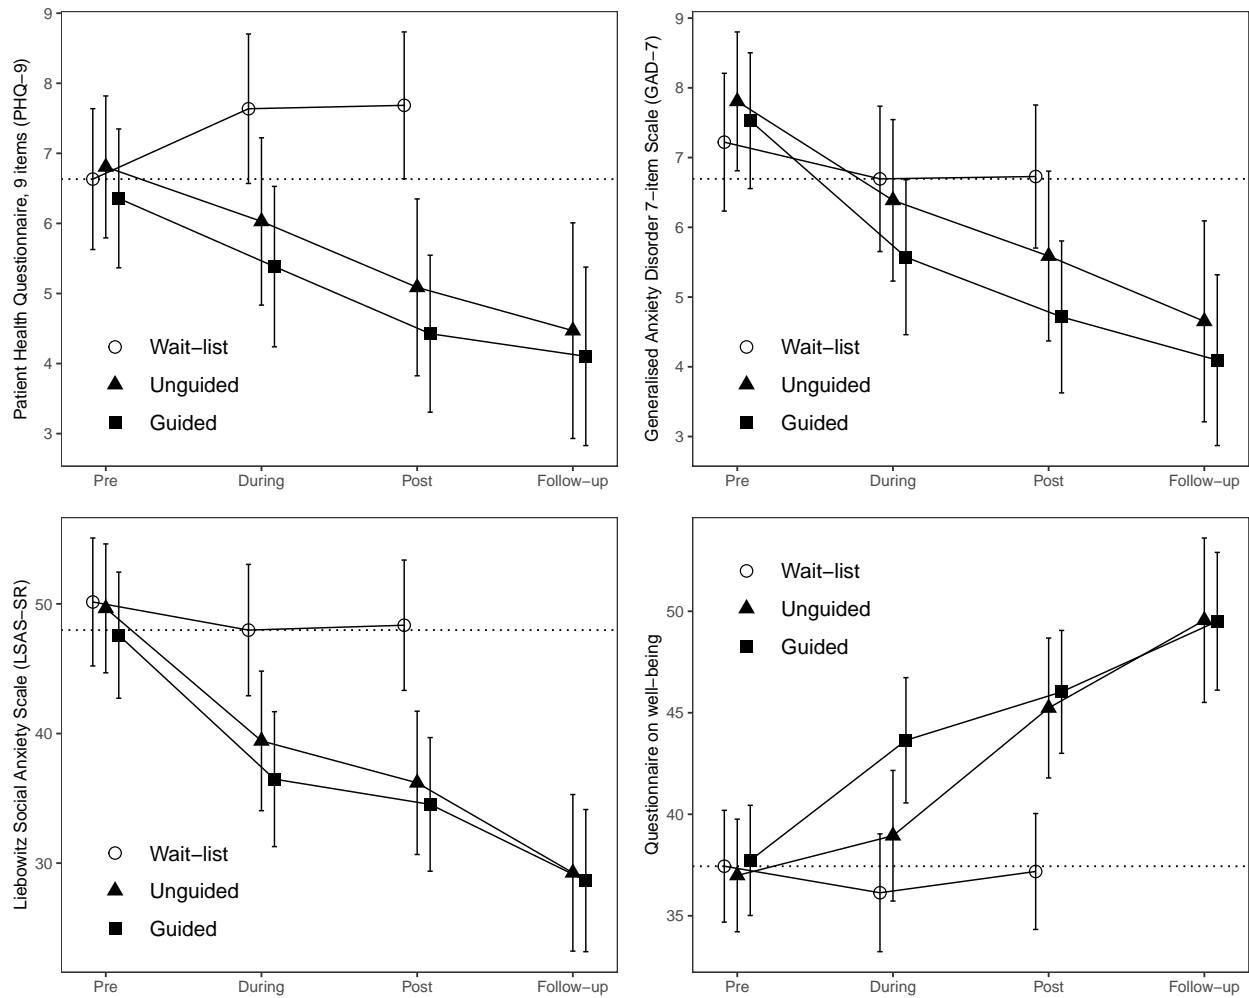 Patient Health Questionnaire, 9 items (PHQ−9)
9
8
7
6
5
4
3
Wait−list
Unguided
Guided
Pre
During
Post
Follow−up
Generalised Anxiety Disorder 7−item Scale (GAD−7)
9
8
7
6
5
4
3
Wait−list
Unguided
Guided
Pre
During
Post
Follow−up
Liebowitz Social Anxiety Scale (LSAS−SR)
50
40
30
Wait−list
Unguided
Guided
Pre
During
Post
Follow−up
Questionnaire on well−being
50
45
40
35
Wait−list
Unguided
Guided
Pre
During
Post
Follow−up